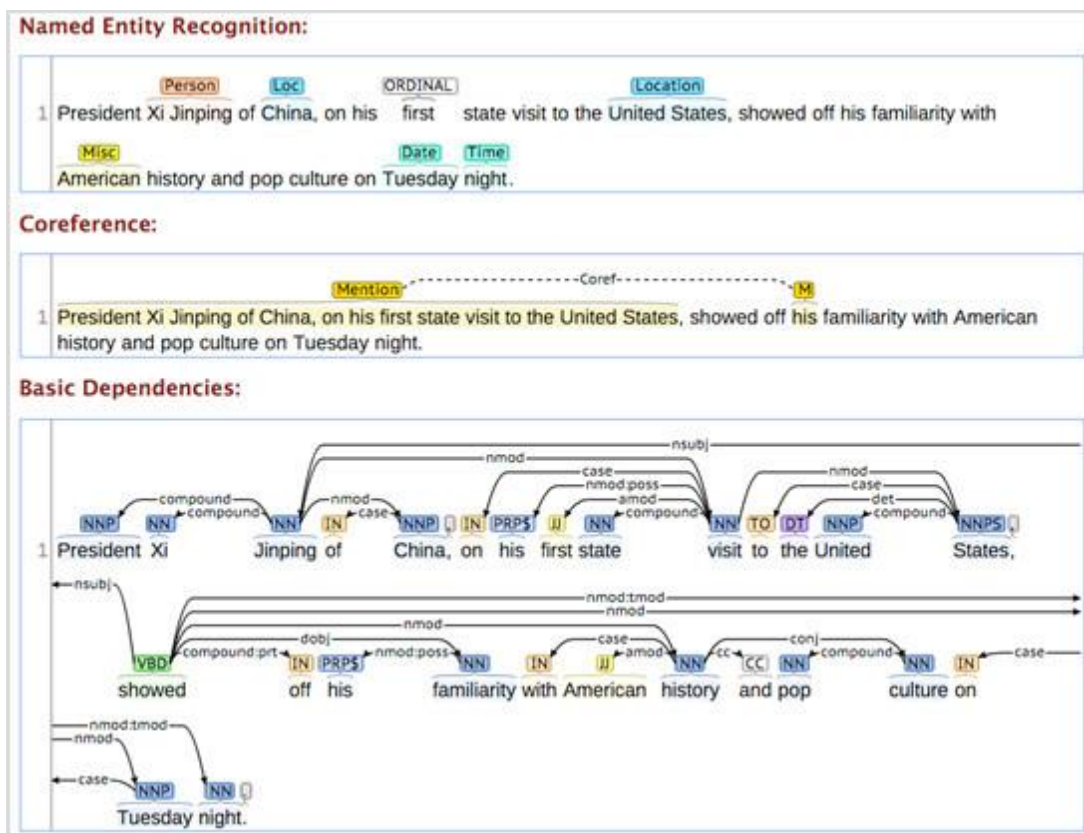 Named Entity Recognition:
Person Loc ORDINAL Location
1 President Xi Jinping of China, on his first state visit to the United States, showed off his familiarity with
Misc Date Time
American history and pop culture on Tuesday night.
Coreference:
Mention Coref M
1 President Xi Jinping of China, on his first state visit to the United States, showed off his familiarity with American
history and pop culture on Tuesday night.
Basic Dependencies:
nsubj
nmod
case nmod
nmod:poss case
compound nmod amod det
compound case compound compound
NNP NN NN IN NNP , IN PRP$ JJ NN NN TO DT NNP NNPS ,
1 President Xi Jinping of China, on his first state visit to the United States,
nsubj
nmod:tmod
nmod
nmod
dobj case conj
compound:prt nmod:poss amod cc compound case
VBD IN PRP$ NN IN JJ NN CC NN NN IN
showed off his familiarity with American history and pop culture on
nmod:tmod
nmod
case
NNP NN .
Tuesday night.